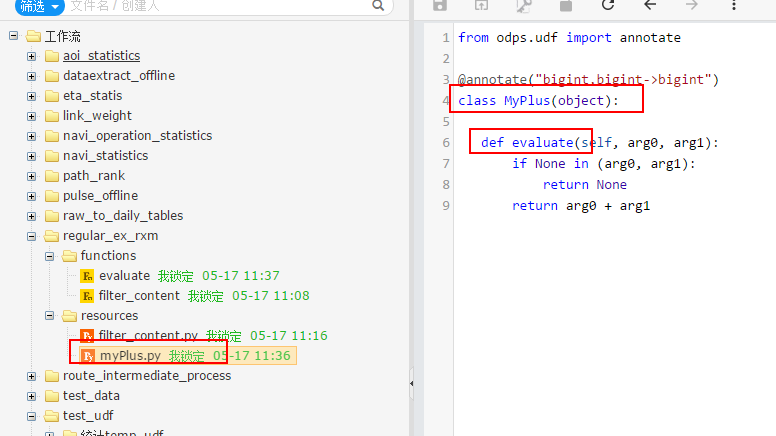 筛选 文件名 / 创建人
工作流
aoi_statistics
dataextract_offline
eta_statis
link_weight
navi_operation_statistics
navi_statistics
path_rank
pulse_offline
raw_to_daily_tables
regular_ex_rxm
functions
evaluate 我锁定 05-17 11:37
filter_content 我锁定 05-17 11:08
resources
filter_content.py 我锁定 05-17 11:16
myPlus.py 我锁定 05-17 11:36
route_intermediate_process
test_data
test_udf
统计temp_udf
1 from odps.udf import annotate
2
3 @annotate("bigint,bigint->bigint")
4 class MyPlus(object):
5
6 def evaluate(self, arg0, arg1):
7 if None in (arg0, arg1):
8 return None
9 return arg0 + arg1